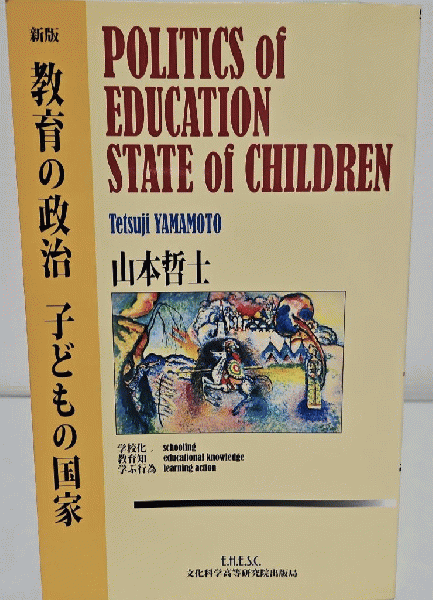 新版
教育の政治 子どもの国家
POLITICS of
EDUCATION
STATE of CHILDREN
Tetsuji YAMAMOTO
山本哲士
学校化 schooling
教育知 educational knowledge
学ぶ行為 learning action
E.H.E.S.C.
文化科学高等研究院出版局